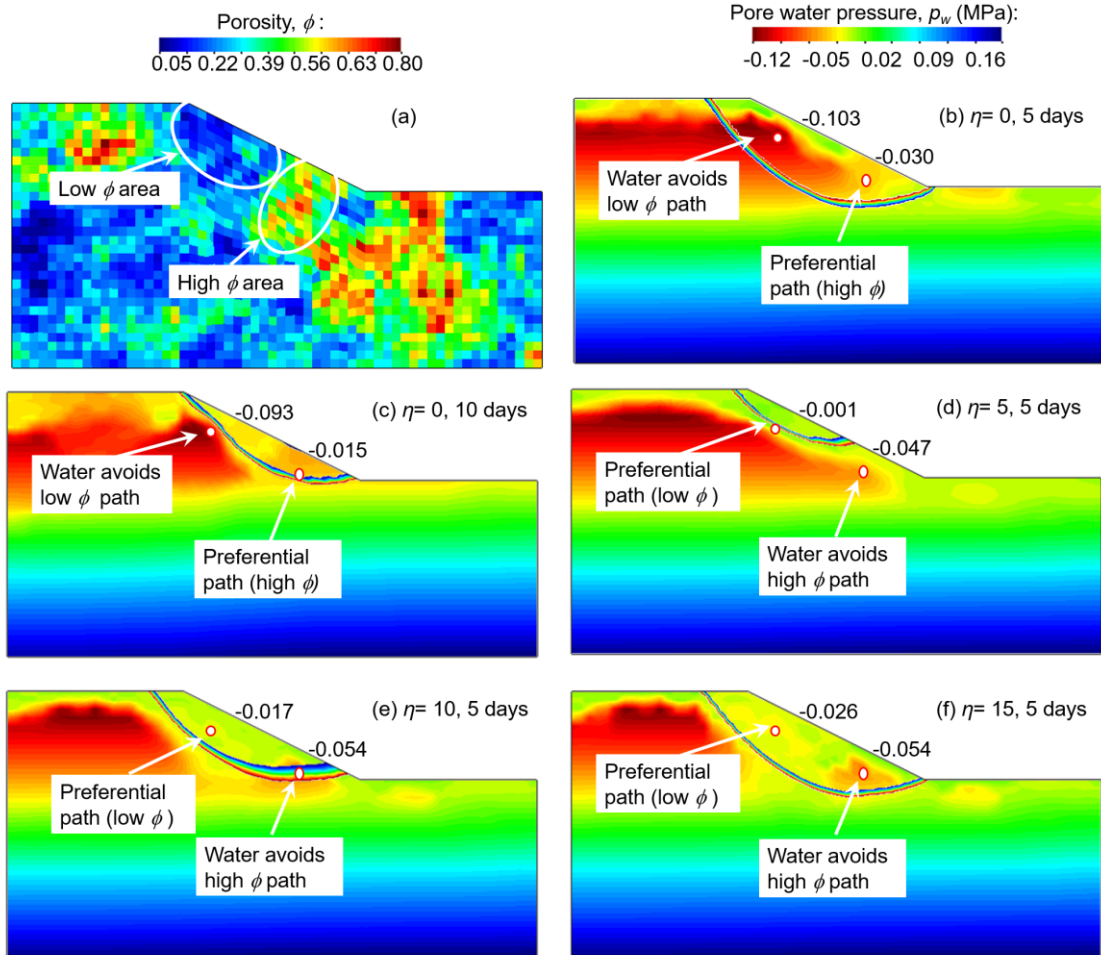 Porosity, ϕ :
0.05 0.22 0.39 0.56 0.63 0.80
Pore water pressure, p_w (MPa):
-0.12 -0.05 0.02 0.09 0.16
(a)
Low ϕ area
High ϕ area
(b) η= 0, 5 days
-0.103
-0.030
Water avoids
low ϕ path
Preferential
path (high ϕ)
(c) η= 0, 10 days
-0.093
-0.015
Water avoids
low ϕ path
Preferential
path (high ϕ)
(d) η= 5, 5 days
-0.001
-0.047
Preferential
path (low ϕ )
Water avoids
high ϕ path
(e) η= 10, 5 days
-0.017
-0.054
Preferential
path (low ϕ )
Water avoids
high ϕ path
(f) η= 15, 5 days
-0.026
-0.054
Preferential
path (low ϕ )
Water avoids
high ϕ path